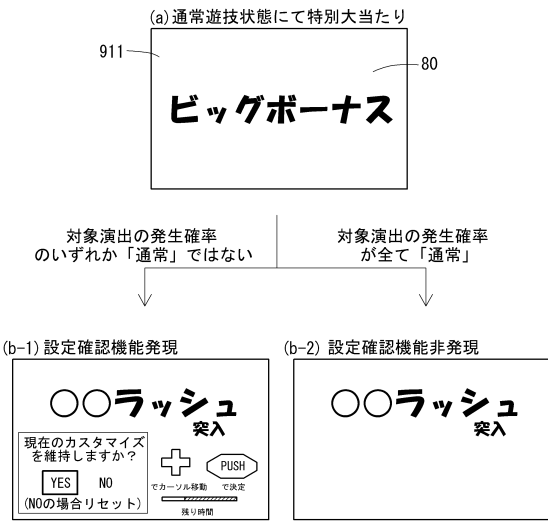 (a)通常遊技状態にて特別大当たり
911
80
ビッグボーナス
対象演出の発生確率
のいずれか「通常」ではない
対象演出の発生確率
が全て「通常」
(b-1)設定確認機能発現
○○ラッシュ
突入
現在のカスタマイズ
を維持しますか？
YES NO
(NOの場合リセット)
PUSH
でカーソル移動 で決定
残り時間
(b-2) 設定確認機能非発現
○○ラッシュ
突入